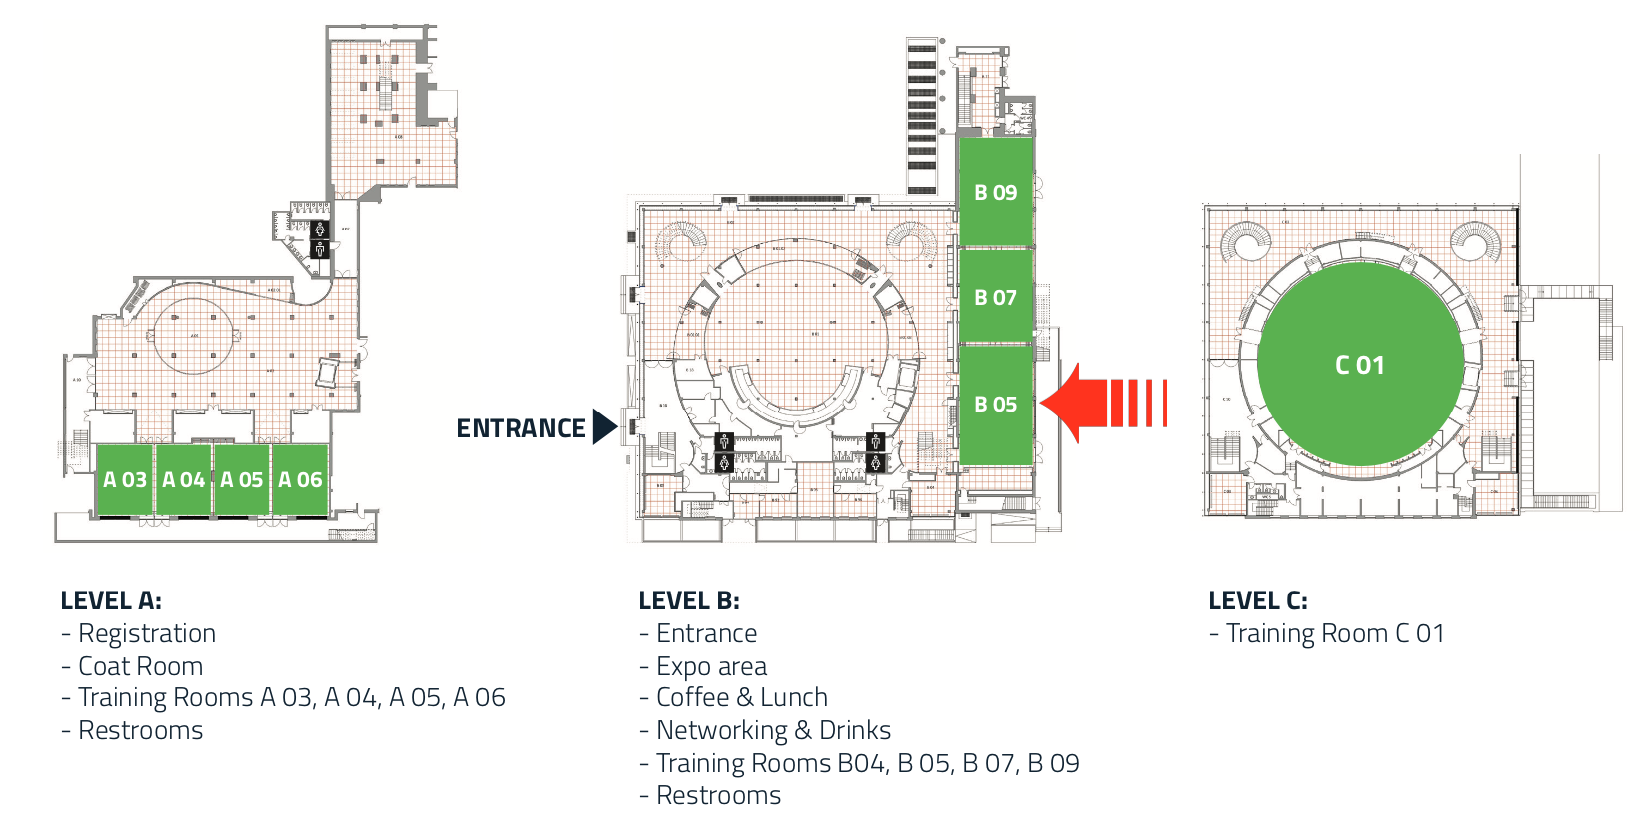 B 09
B 07
B 05
C 01
ENTRANCE
A 03
A 04
A 05
A 06
LEVEL A:
- Registration
- Coat Room
- Training Rooms A 03, A 04, A 05, A 06
- Restrooms
LEVEL B:
- Entrance
- Expo area
- Coffee & Lunch
- Networking & Drinks
- Training Rooms B04, B 05, B 07, B 09
- Restrooms
LEVEL C:
- Training Room C 01